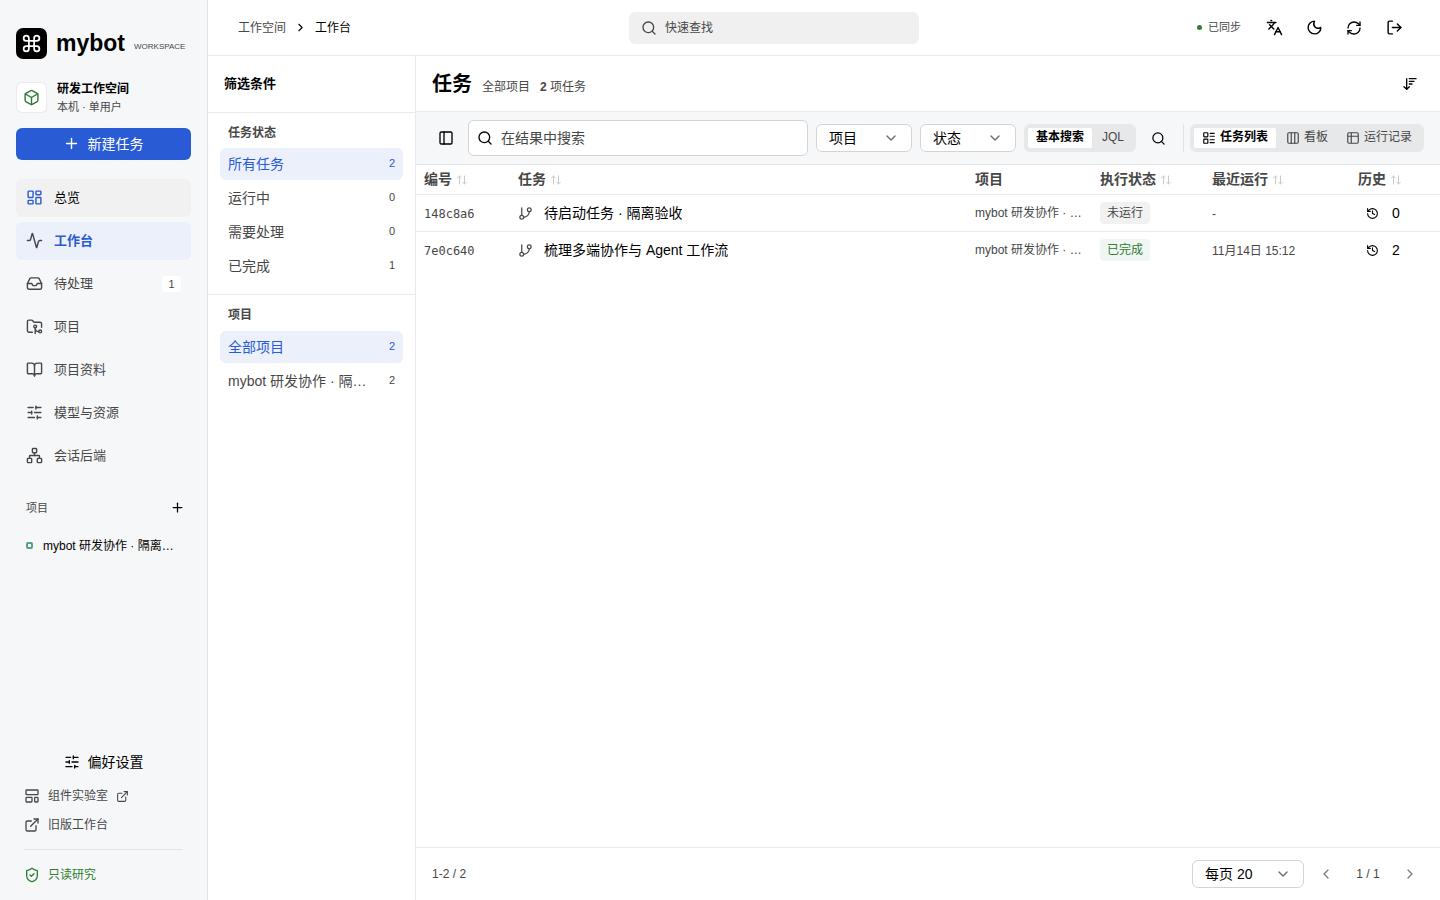 mybot WORKSPACE
研发工作空间
本机 · 单用户
新建任务
总览
工作台
待处理 1
项目
项目资料
模型与资源
会话后端
项目
mybot 研发协作 · 隔离…
偏好设置
组件实验室
旧版工作台
只读研究
工作空间 工作台
快速查找
已同步
筛选条件
任务状态
所有任务 2
运行中 0
需要处理 0
已完成 1
项目
全部项目 2
mybot 研发协作 · 隔… 2
任务 全部项目 2 项任务
在结果中搜索 项目 状态 基本搜索 JQL 任务列表 看板 运行记录
编号 任务 项目 执行状态 最近运行 历史
148c8a6 待启动任务 · 隔离验收 mybot 研发协作 · … 未运行 - 0
7e0c640 梳理多端协作与 Agent 工作流 mybot 研发协作 · … 已完成 11月14日 15:12 2
1-2 / 2 每页 20 1 / 1